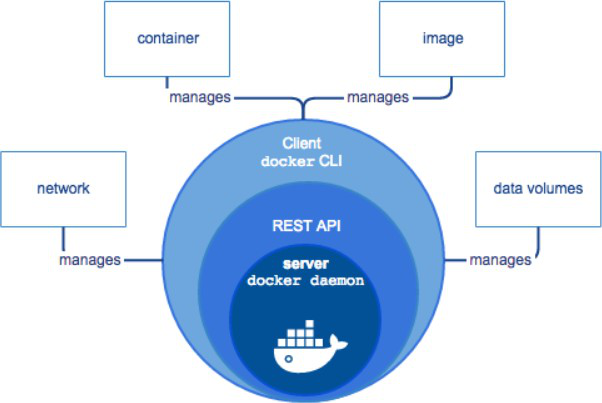 container
image
manages
manages
Client
docker CLI
network
data volumes
REST API
manages
manages
server
docker daemon